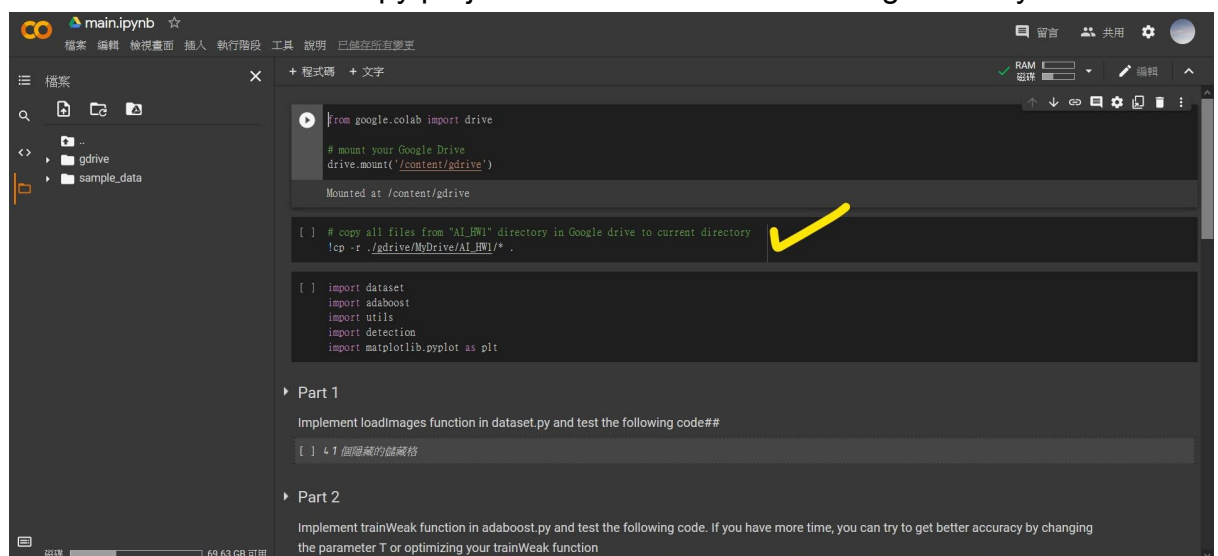 main.ipynb
檔案 編輯 檢視畫面 插入 執行階段 工具 說明 已儲存所有變更
留言 共用
檔案
+ 程式碼 + 文字
RAM
磁碟
編輯
..
gdrive
sample_data
from google.colab import drive
# mount your Google Drive
drive.mount('/content/gdrive')
Mounted at /content/gdrive
[ ] # copy all files from "AI_HW1" directory in Google drive to current directory
!cp -r ./gdrive/MyDrive/AI_HW1/* .
[ ] import dataset
import adaboost
import utils
import detection
import matplotlib.pyplot as plt
Part 1
Implement loadImages function in dataset.py and test the following code##
[ ] ↳ 1 個隱藏的儲藏格
Part 2
Implement trainWeak function in adaboost.py and test the following code. If you have more time, you can try to get better accuracy by changing
the parameter T or optimizing your trainWeak function
磁碟 69.63 GB 可用